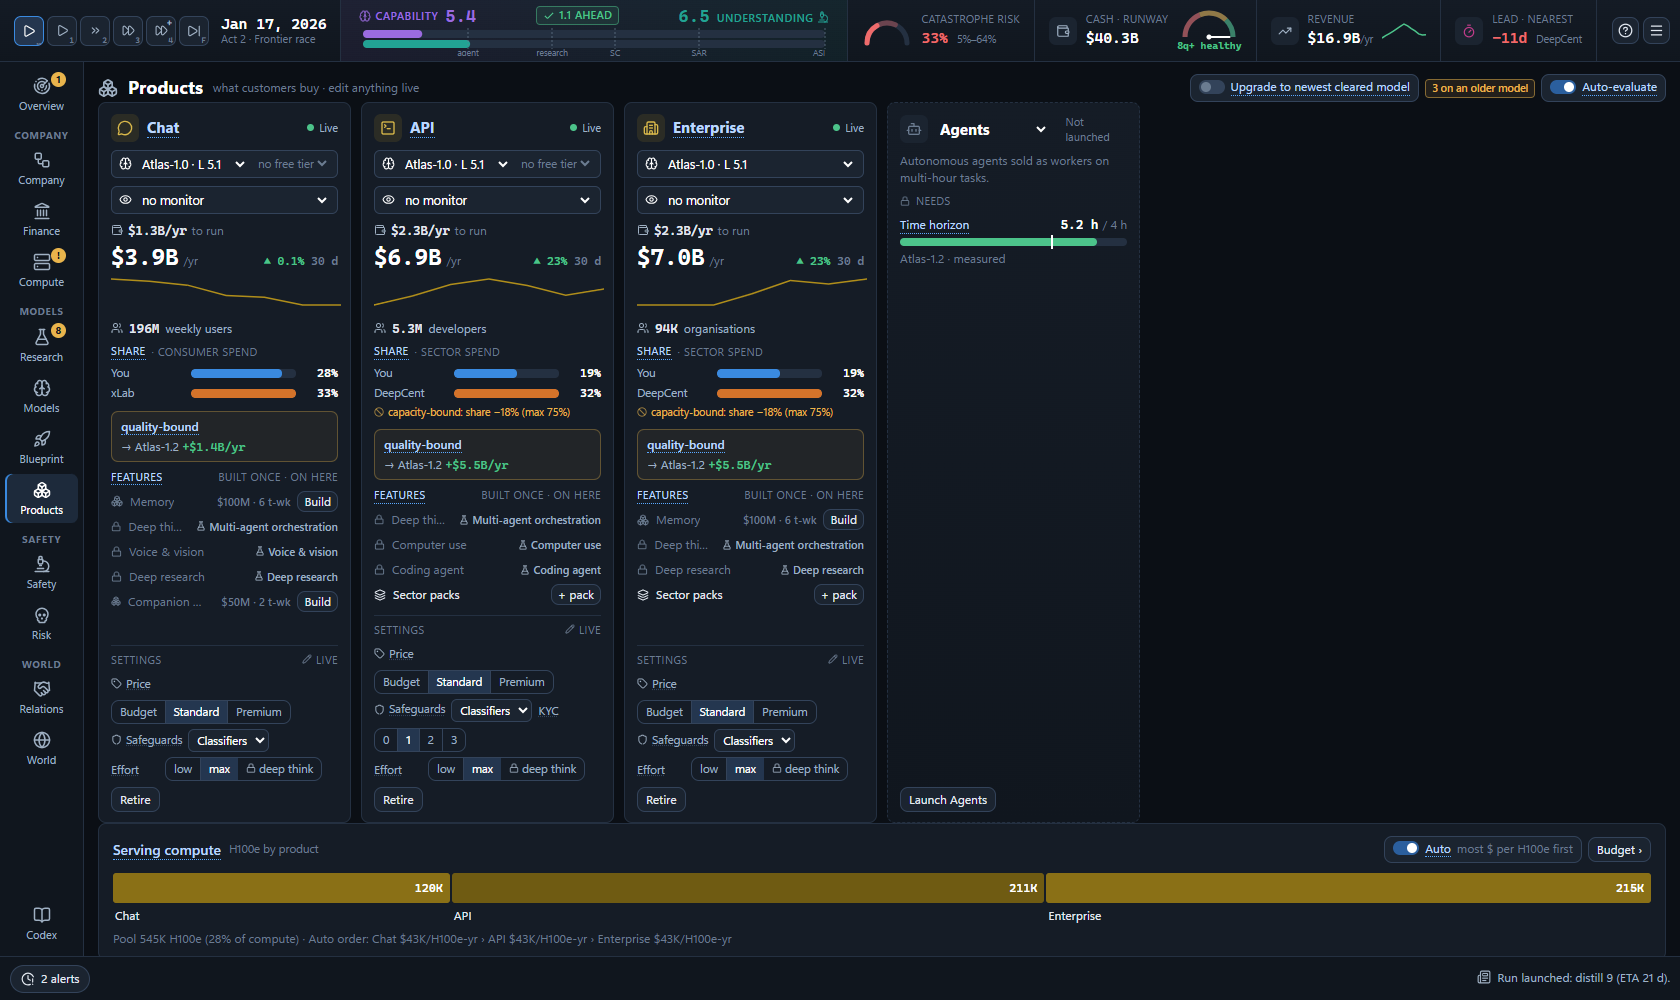 1
2
3
4
F
Jan 17, 2026
Act 2 · Frontier race
CAPABILITY 5.4
1.1 AHEAD
6.5 UNDERSTANDING
agent
research
SC
SAR
ASI
CATASTROPHE RISK
33% 5%–64%
CASH · RUNWAY
$40.3B
8q+ healthy
REVENUE
$16.9B/yr
LEAD · NEAREST
−11d DeepCent
1
Overview
COMPANY
Company
Finance
!
Compute
MODELS
8
Research
Models
Blueprint
Products
SAFETY
Safety
Risk
WORLD
Relations
World
Codex
Products what customers buy · edit anything live
Upgrade to newest cleared model
3 on an older model
Auto-evaluate
Chat
Live
Atlas-1.0 · L 5.1
no free tier
no monitor
$1.3B/yr to run
$3.9B /yr
▲ 0.1% 30 d
196M weekly users
SHARE · CONSUMER SPEND
You 28%
xLab 33%
quality-bound
→ Atlas-1.2 +$1.4B/yr
FEATURES BUILT ONCE · ON HERE
Memory $100M · 6 t-wk Build
Deep thi... Multi-agent orchestration
Voice & vision Voice & vision
Deep research Deep research
Companion ... $50M · 2 t-wk Build
SETTINGS LIVE
Price
Budget Standard Premium
Safeguards Classifiers
Effort low max deep think
Retire
API
Live
Atlas-1.0 · L 5.1
no free tier
no monitor
$2.3B/yr to run
$6.9B /yr
▲ 23% 30 d
5.3M developers
SHARE · SECTOR SPEND
You 19%
DeepCent 32%
capacity-bound: share −18% (max 75%)
quality-bound
→ Atlas-1.2 +$5.5B/yr
FEATURES BUILT ONCE · ON HERE
Deep thi... Multi-agent orchestration
Computer use Computer use
Coding agent Coding agent
Sector packs + pack
SETTINGS LIVE
Price
Budget Standard Premium
Safeguards Classifiers KYC
0 1 2 3
Effort low max deep think
Retire
Enterprise
Live
Atlas-1.0 · L 5.1
no monitor
$2.3B/yr to run
$7.0B /yr
▲ 23% 30 d
94K organisations
SHARE · SECTOR SPEND
You 19%
DeepCent 32%
capacity-bound: share −18% (max 75%)
quality-bound
→ Atlas-1.2 +$5.5B/yr
FEATURES BUILT ONCE · ON HERE
Memory $100M · 6 t-wk Build
Deep thi... Multi-agent orchestration
Deep research Deep research
Sector packs + pack
SETTINGS LIVE
Price
Budget Standard Premium
Safeguards Classifiers
Effort low max deep think
Retire
Agents
Not
launched
Autonomous agents sold as workers on
multi-hour tasks.
NEEDS
Time horizon 5.2 h / 4 h
Atlas-1.2 · measured
Launch Agents
Serving compute H100e by product
Auto most $ per H100e first
Budget ›
120K
211K
215K
Chat
API
Enterprise
Pool 545K H100e (28% of compute) · Auto order: Chat $43K/H100e-yr › API $43K/H100e-yr › Enterprise $43K/H100e-yr
2 alerts
Run launched: distill 9 (ETA 21 d).